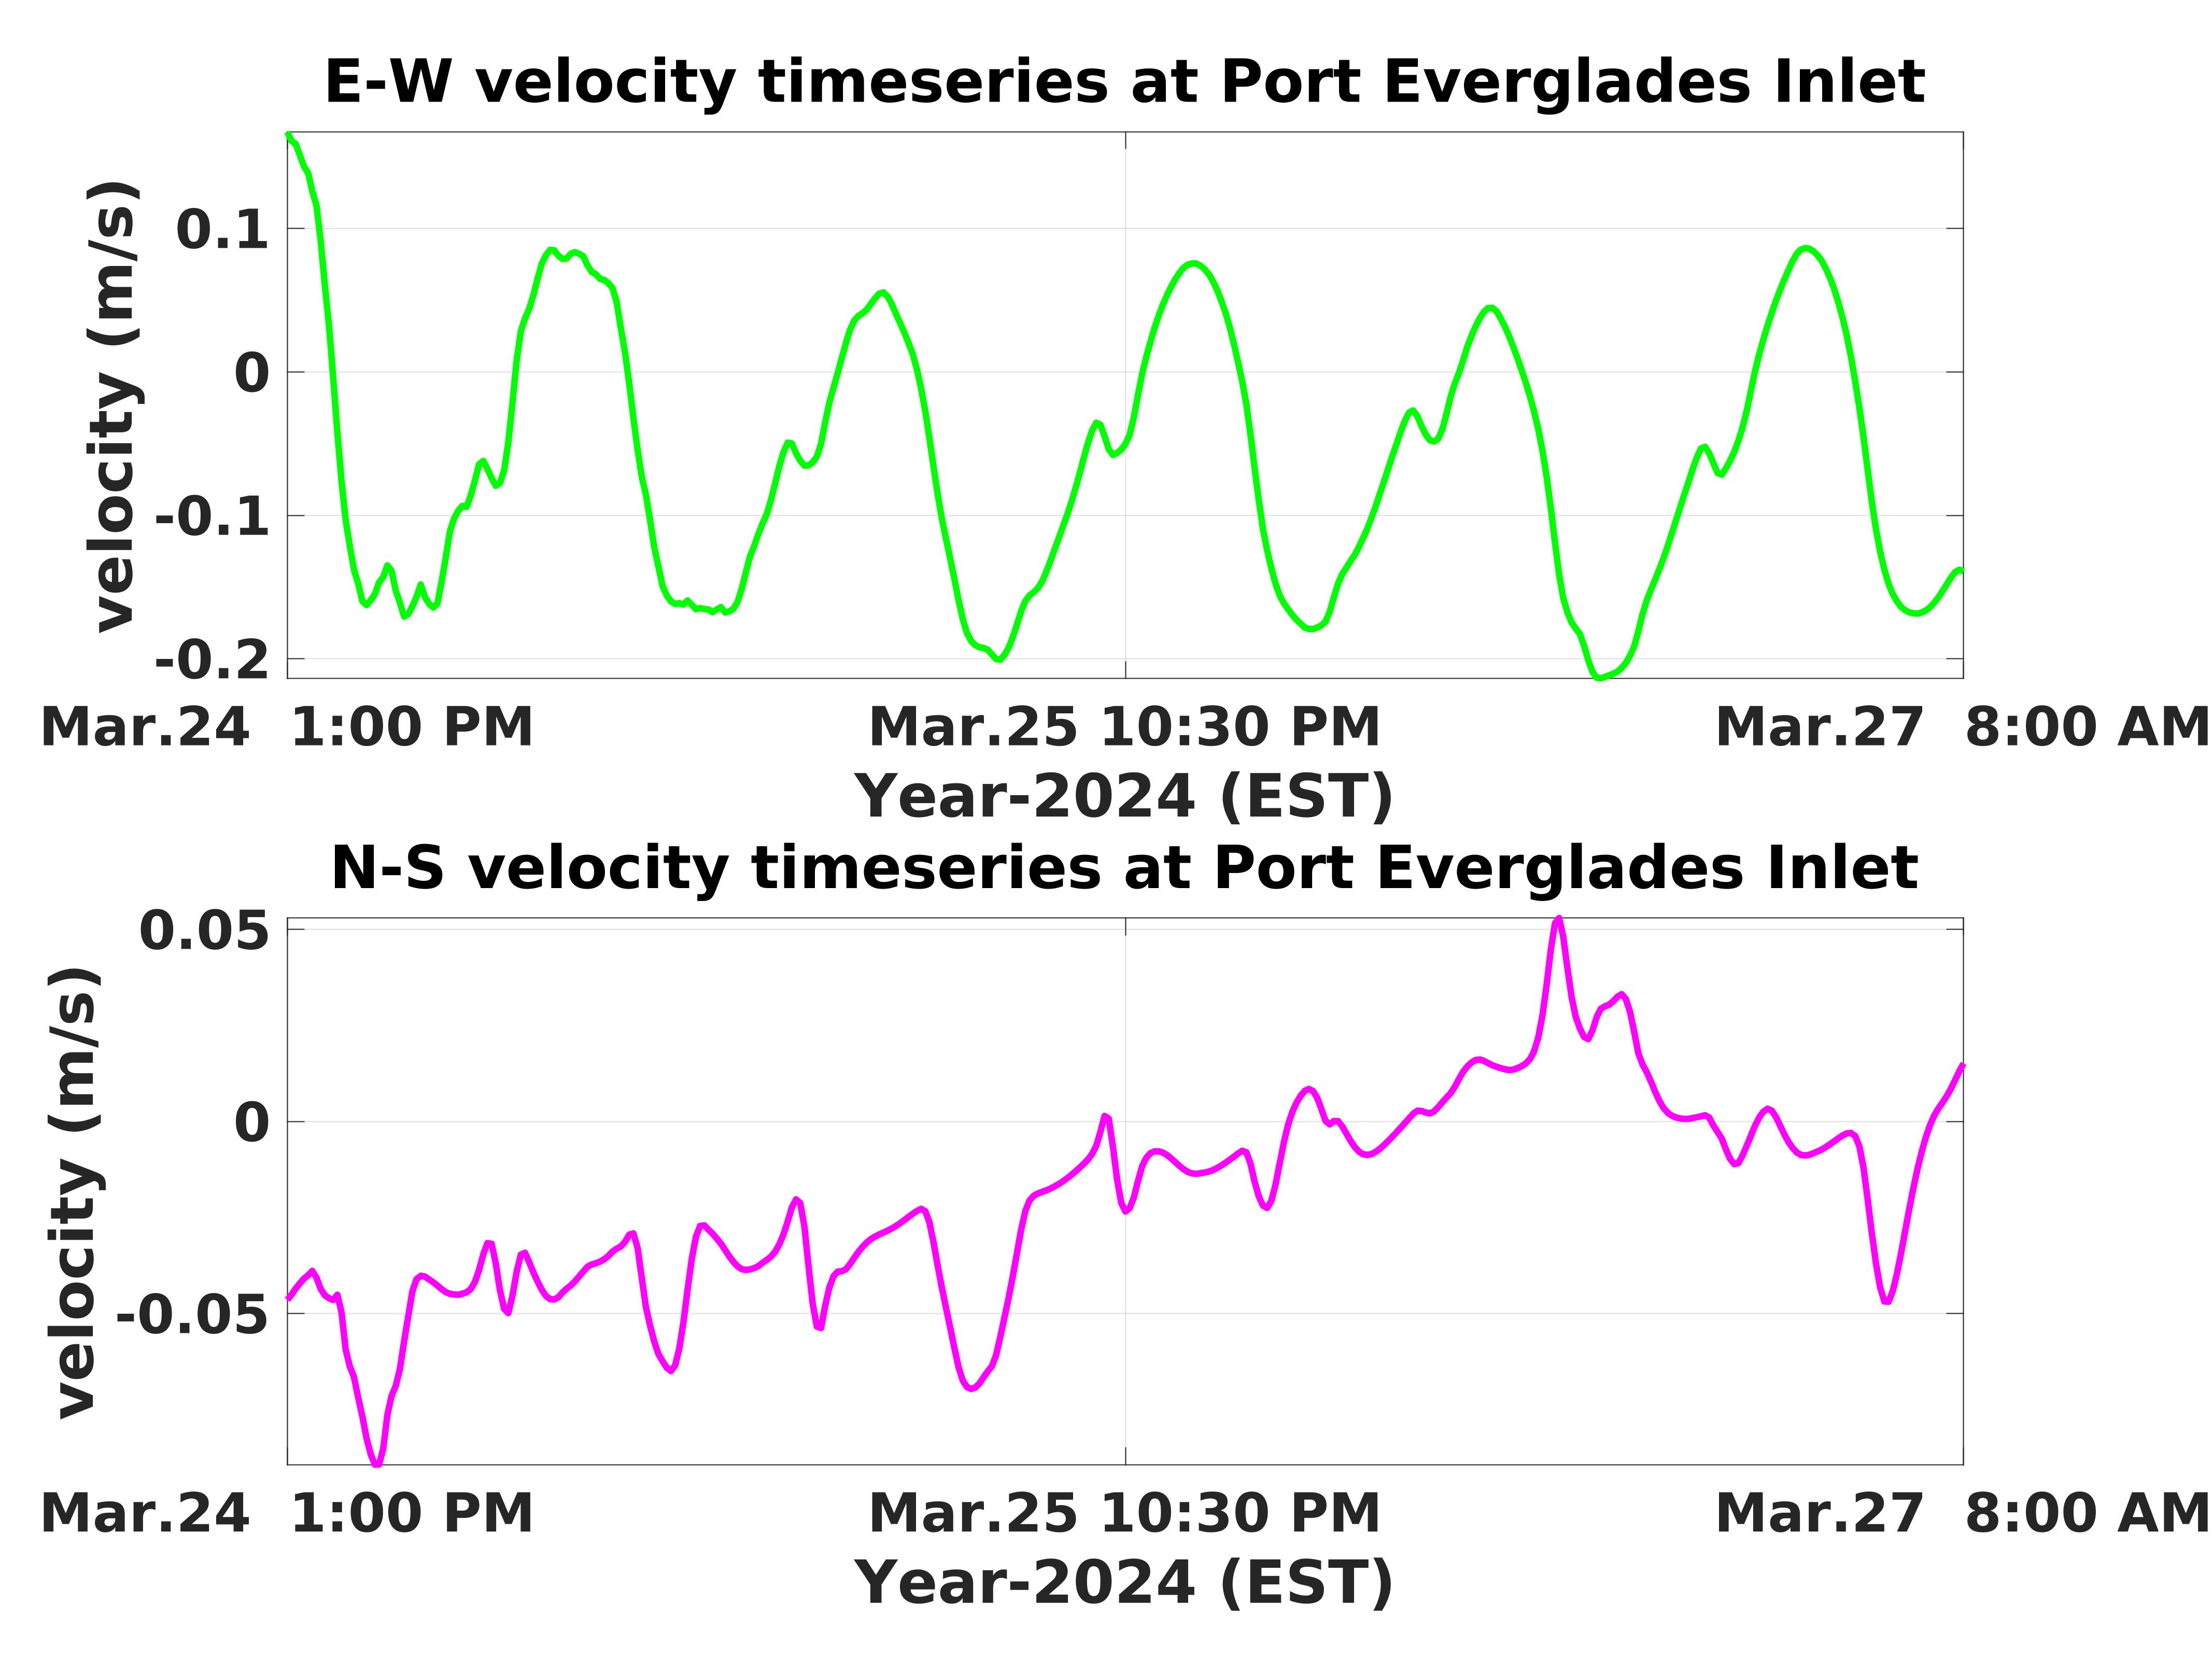 E-W velocity timeseries at Port Everglades Inlet
velocity (m/s)
0.1
0
-0.1
-0.2
Mar.24 1:00 PM
Mar.25 10:30 PM
Mar.27 8:00 AM
Year-2024 (EST)
N-S velocity timeseries at Port Everglades Inlet
velocity (m/s)
0.05
0
-0.05
Mar.24 1:00 PM
Mar.25 10:30 PM
Mar.27 8:00 AM
Year-2024 (EST)